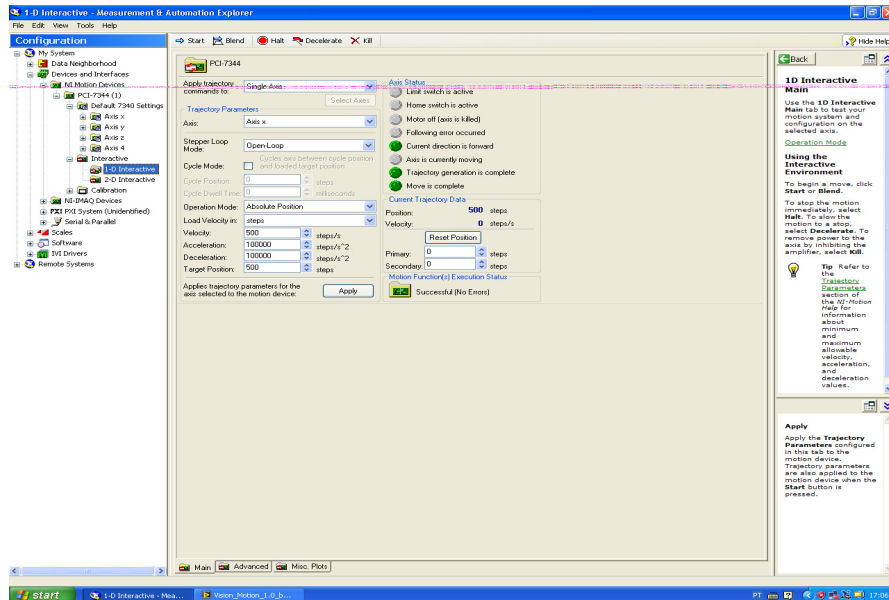 1-D Interactive - Measurement & Automation Explorer
File Edit View Tools Help
Configuration
My System
Data Neighborhood
Devices and Interfaces
NI Motion Devices
PCI-7344 (1)
Default 7340 Settings
Axis x
Axis y
Axis z
Axis 4
Interactive
1-D Interactive
2-D Interactive
Calibration
NI-IMAQ Devices
PXI PXI System (Unidentified)
Serial & Parallel
Scales
Software
IVI Drivers
Remote Systems
Start Blend Halt Decelerate Kill
Hide Help
PCI-7344
Apply trajectory commands to: Single Axis
Select Axes
Trajectory Parameters
Axis: Axis x
Stepper Loop Mode: Open-Loop
Cycle Mode: Cycles axis between cycle position and loaded target position
Cycle Position: 0 steps
Cycle Dwell Time: 0 milliseconds
Operation Mode: Absolute Position
Load Velocity in: steps
Velocity: 500 steps/s
Acceleration: 100000 steps/s^2
Deceleration: 100000 steps/s^2
Target Position: 500 steps
Applies trajectory parameters for the axis selected to the motion device: Apply
Axis Status
Limit switch is active
Home switch is active
Motor off (axis is killed)
Following error occurred
Current direction is forward
Axis is currently moving
Trajectory generation is complete
Move is complete
Current Trajectory Data
Position: 500 steps
Velocity: 0 steps/s
Reset Position
Primary: 0 steps
Secondary: 0 steps
Motion Function(s) Execution Status
Successful (No Errors)
Main Advanced Misc. Plots
Back
1D Interactive
Main
Use the 1D Interactive
Main tab to test your
motion system and
configuration on the
selected axis.
Operation Mode
Using the
Interactive
Environment
To begin a move, click
Start or Blend.
To stop the motion
immediately, select
Halt. To slow the
motion to a stop,
select Decelerate. To
remove power to the
axis by inhibiting the
amplifier, select Kill.
Tip Refer to
the
Trajectory
Parameters
section of
the NI-Motion
Help for
information
about
minimum
and
maximum
allowable
velocity,
acceleration,
and
deceleration
values.
Apply
Apply the Trajectory
Parameters configured
in this tab to the
motion device.
Trajectory parameters
are also applied to the
motion device when the
Start button is
pressed.
start 1-D Interactive - Mea... Vision_Motion_1.0_b... PT 17:06